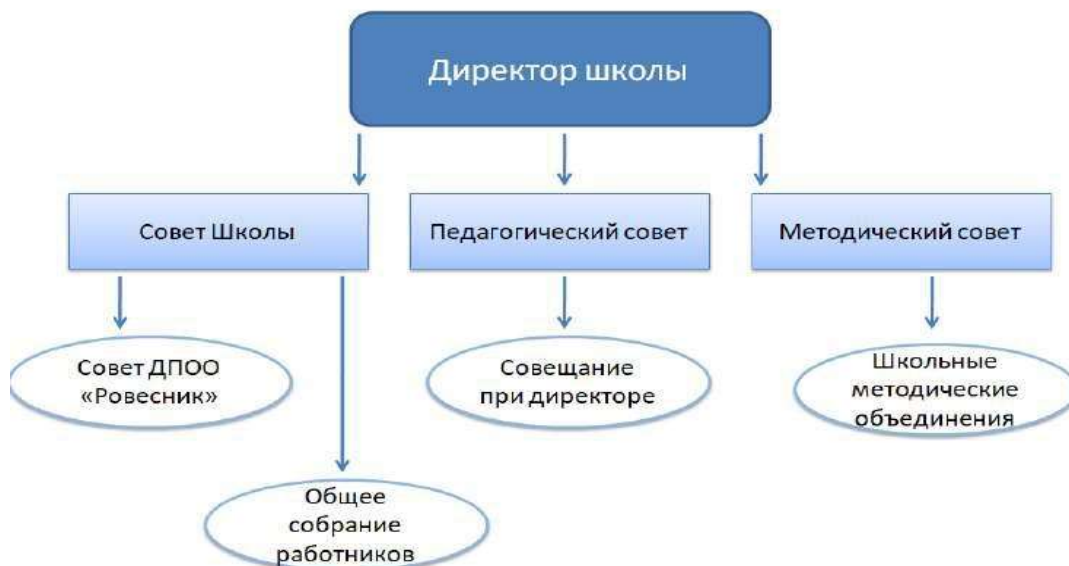 Директор школы
Совет Школы
Педагогический совет
Методический совет
Совет ДПОО
«Ровесник»
Совещание
при директоре
Школьные
методические
объединения
Общее
собрание
работников